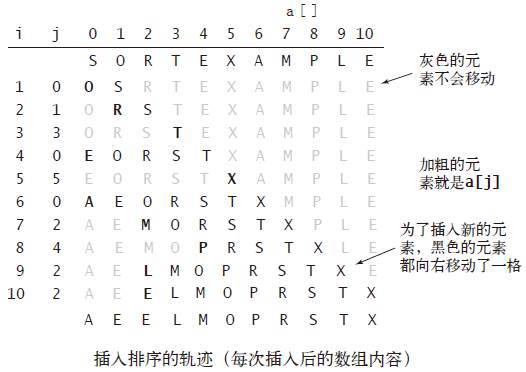 a[]
i j 0 1 2 3 4 5 6 7 8 9 10
S O R T E X A M P L E
1 0 O S R T E X A M P L E
2 1 O R S T E X A M P L E
3 3 O R S T E X A M P L E
4 0 E O R S T X A M P L E
5 5 E O R S T X A M P L E
6 0 A E O R S T X M P L E
7 2 A E M O R S T X P L E
8 4 A E M O P R S T X L E
9 2 A E L M O P R S T X E
10 2 A E E L M O P R S T X
A E E L M O P R S T X
灰色的元
素不会移动
加粗的元
素就是a[j]
为了插入新的元
素，黑色的元素
都向右移动了一格
插入排序的轨迹（每次插入后的数组内容）